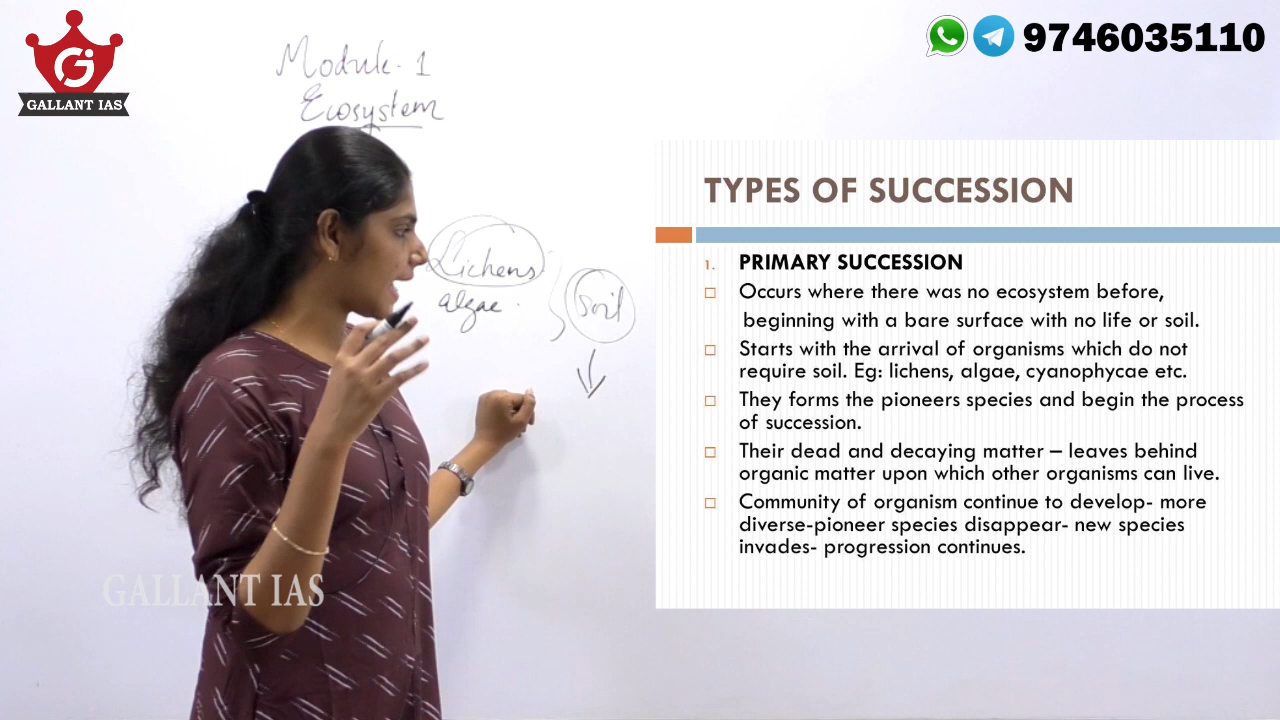 GALLANT IAS
9746035110
Module - 1
Ecosystem
Lichens
algae
Soil
TYPES OF SUCCESSION
1. PRIMARY SUCCESSION
Occurs where there was no ecosystem before,
beginning with a bare surface with no life or soil.
Starts with the arrival of organisms which do not
require soil. Eg: lichens, algae, cyanophycae etc.
They forms the pioneers species and begin the process
of succession.
Their dead and decaying matter – leaves behind
organic matter upon which other organisms can live.
Community of organism continue to develop- more
diverse-pioneer species disappear- new species
invades- progression continues.
GALLANT IAS